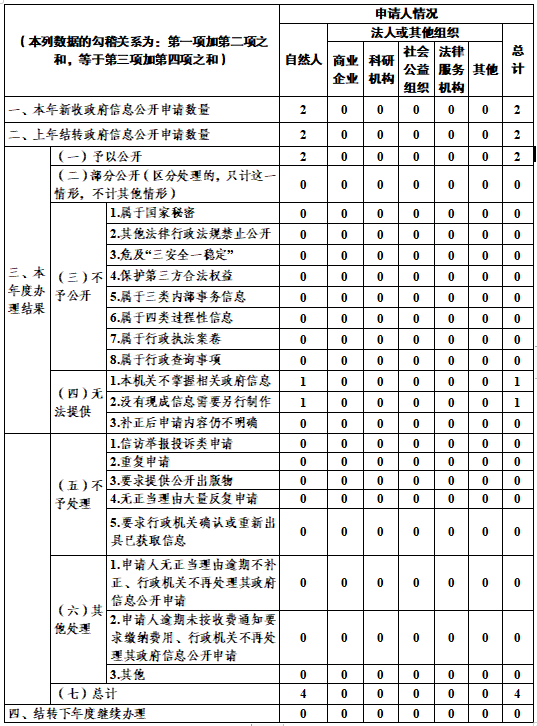 （本列数据的勾稽关系为：第一项加第二项之和，等于第三项加第四项之和）
申请人情况
自然人
法人或其他组织
总计
商业企业
科研机构
社会公益组织
法律服务机构
其他
一、本年新收政府信息公开申请数量 2 0 0 0 0 0 2
二、上年结转政府信息公开申请数量 2 0 0 0 0 0 2
三、本年度办理结果
（一）予以公开 2 0 0 0 0 0 2
（二）部分公开（区分处理的，只计这一情形，不计其他情形） 0 0 0 0 0 0 0
（三）不予公开
1.属于国家秘密 0 0 0 0 0 0 0
2.其他法律行政法规禁止公开 0 0 0 0 0 0 0
3.危及“三安全一稳定” 0 0 0 0 0 0 0
4.保护第三方合法权益 0 0 0 0 0 0 0
5.属于三类内部事务信息 0 0 0 0 0 0 0
6.属于四类过程性信息 0 0 0 0 0 0 0
7.属于行政执法案卷 0 0 0 0 0 0 0
8.属于行政查询事项 0 0 0 0 0 0 0
（四）无法提供
1.本机关不掌握相关政府信息 1 0 0 0 0 0 1
2.没有现成信息需要另行制作 1 0 0 0 0 0 1
3.补正后申请内容仍不明确 0 0 0 0 0 0 0
（五）不予处理
1.信访举报投诉类申请 0 0 0 0 0 0 0
2.重复申请 0 0 0 0 0 0 0
3.要求提供公开出版物 0 0 0 0 0 0 0
4.无正当理由大量反复申请 0 0 0 0 0 0 0
5.要求行政机关确认或重新出具已获取信息 0 0 0 0 0 0 0
（六）其他处理
1.申请人无正当理由逾期不补正、行政机关不再处理其政府信息公开申请 0 0 0 0 0 0 0
2.申请人逾期未按收费通知要求缴纳费用、行政机关不再处理其政府信息公开申请 0 0 0 0 0 0 0
3.其他 0 0 0 0 0 0 0
（七）总计 4 0 0 0 0 0 4
四、结转下年度继续办理 0 0 0 0 0 0 0